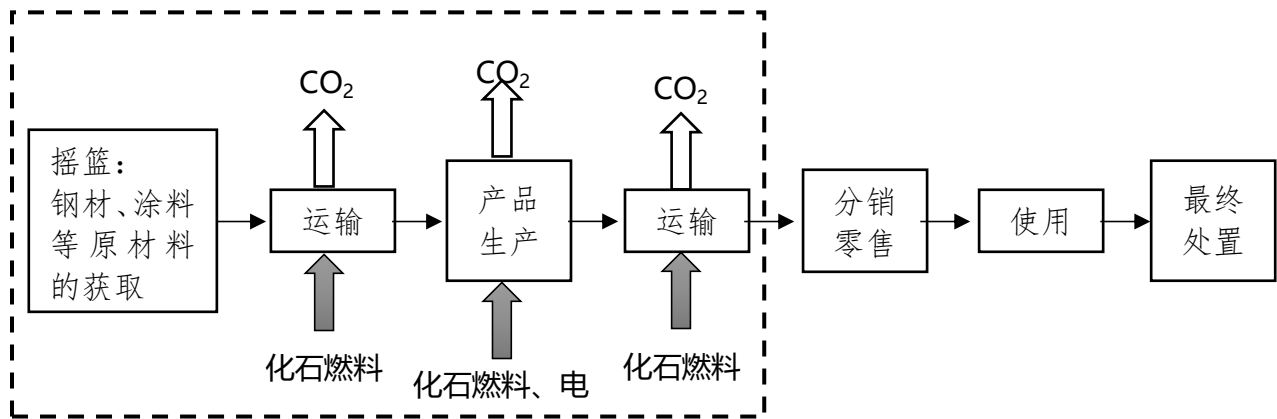 CO₂
CO₂
CO₂
摇篮：
钢材、涂料
等原材料
的获取
运输
产品
生产
运输
分销
零售
使用
最终
处置
化石燃料
化石燃料、电
化石燃料